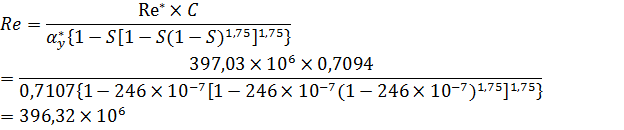 Re = Re* × C / α*y{1 − S[1 − S(1 − S)^1,75]^1,75}
= 397,03 × 10^6 × 0,7094 / 0,7107{1 − 246 × 10^−7[1 − 246 × 10^−7(1 − 246 × 10^−7)^1,75]^1,75}
= 396,32 × 10^6